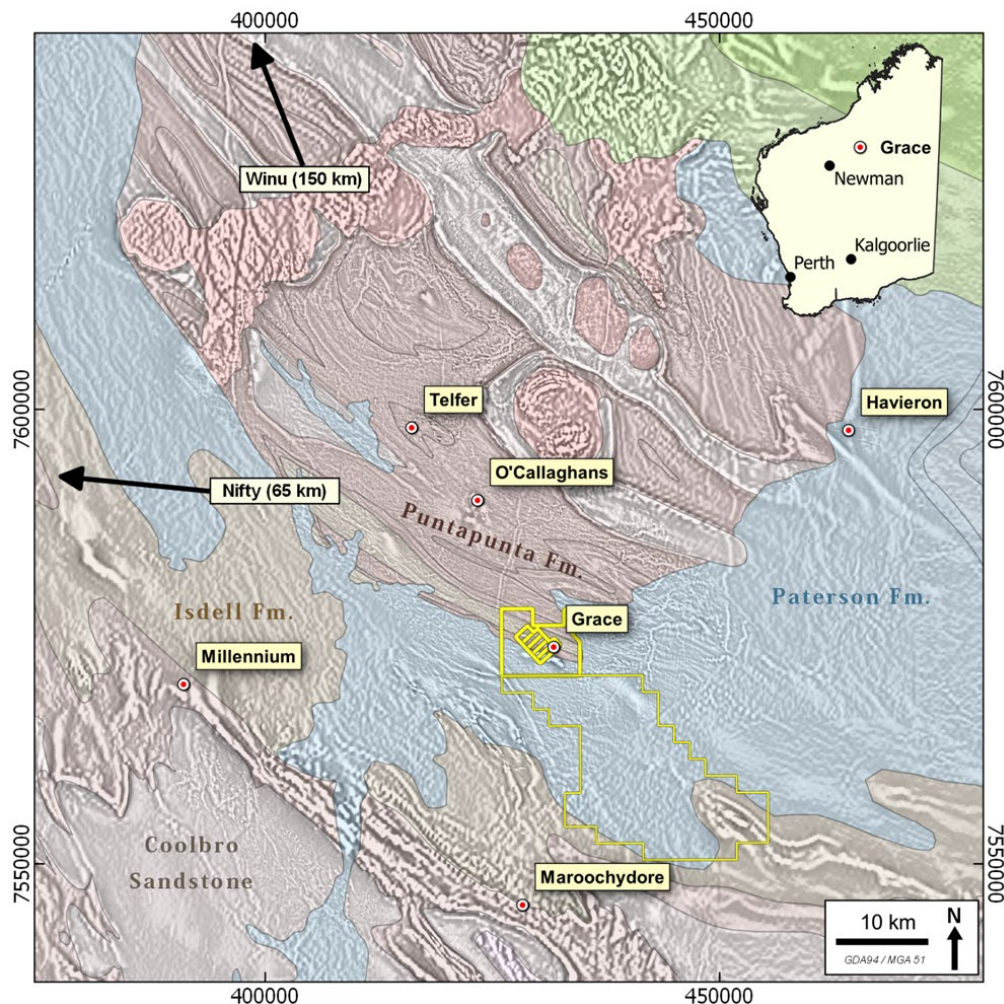 400000
450000
Grace
Newman
Kalgoorlie
Perth
Winu (150 km)
7600000
7600000
Telfer
Havieron
O'Callaghans
Nifty (65 km)
Puntapunta Fm.
Isdell Fm.
Paterson Fm.
Grace
Millennium
Coolbro
Sandstone
Maroochydore
7550000
7550000
10 km
N
GDA94 / MGA 51
400000
450000